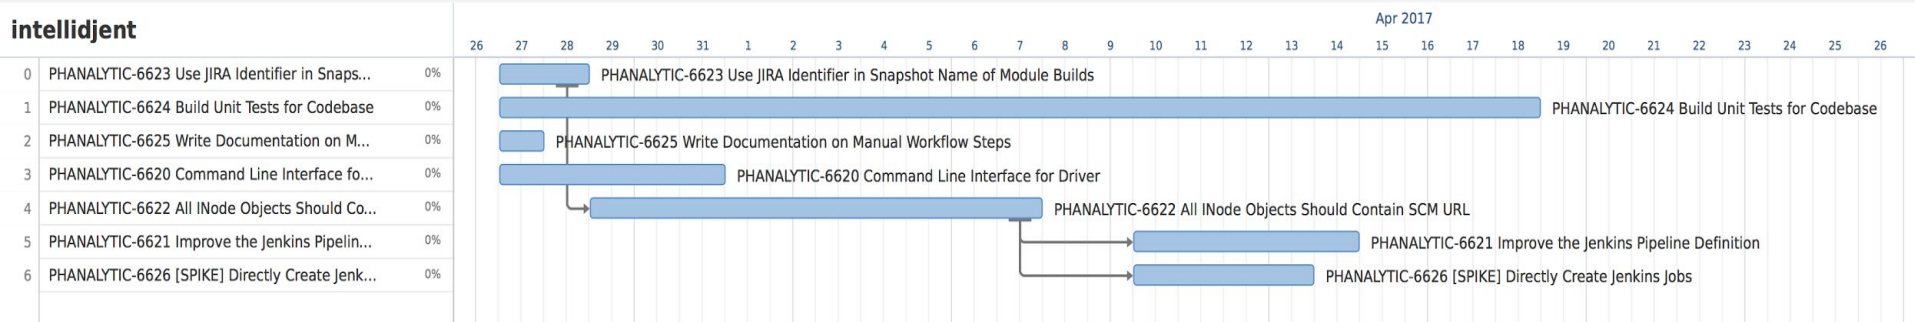 intellidjent
Apr 2017
26 27 28 29 30 31 1 2 3 4 5 6 7 8 9 10 11 12 13 14 15 16 17 18 19 20 21 22 23 24 25 26
0 PHANALYTIC-6623 Use JIRA Identifier in Snaps... 0% PHANALYTIC-6623 Use JIRA Identifier in Snapshot Name of Module Builds
1 PHANALYTIC-6624 Build Unit Tests for Codebase 0% PHANALYTIC-6624 Build Unit Tests for Codebase
2 PHANALYTIC-6625 Write Documentation on M... 0% PHANALYTIC-6625 Write Documentation on Manual Workflow Steps
3 PHANALYTIC-6620 Command Line Interface fo... 0% PHANALYTIC-6620 Command Line Interface for Driver
4 PHANALYTIC-6622 All INode Objects Should Co... 0% PHANALYTIC-6622 All INode Objects Should Contain SCM URL
5 PHANALYTIC-6621 Improve the Jenkins Pipelin... 0% PHANALYTIC-6621 Improve the Jenkins Pipeline Definition
6 PHANALYTIC-6626 [SPIKE] Directly Create Jenk... 0% PHANALYTIC-6626 [SPIKE] Directly Create Jenkins Jobs